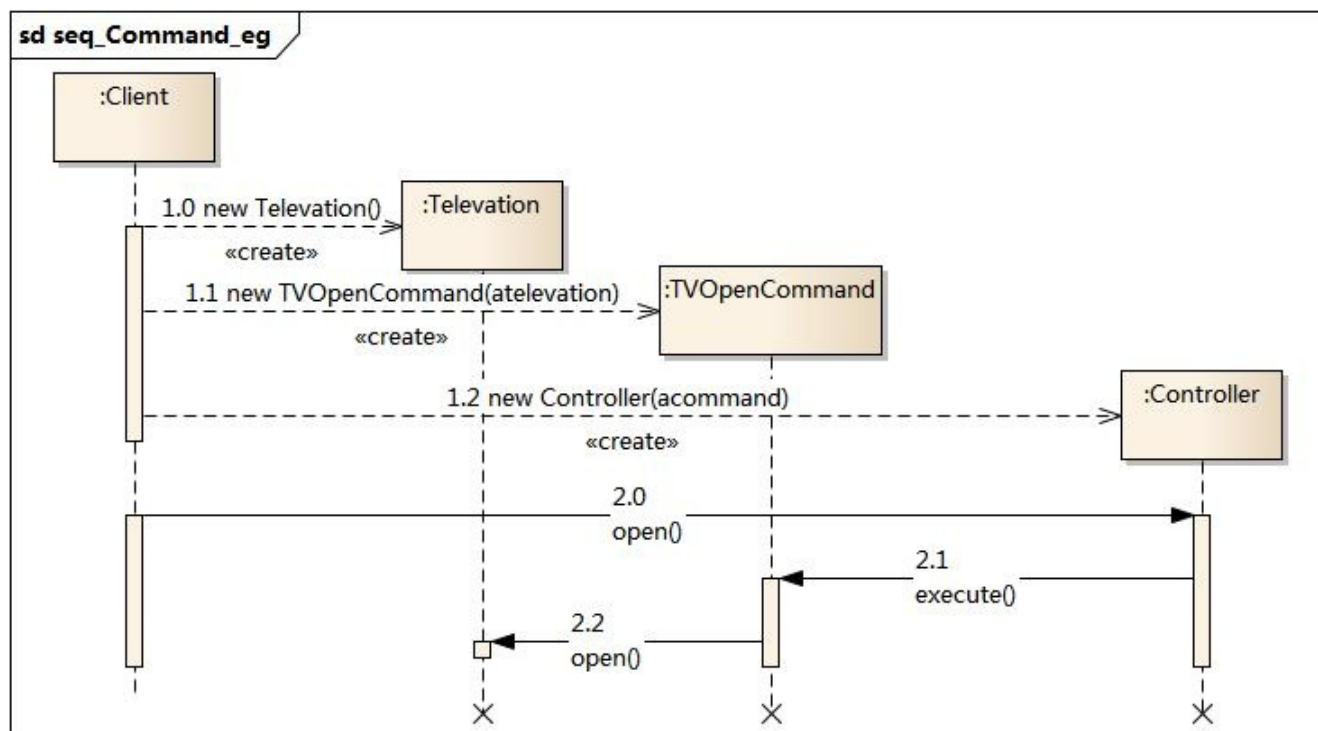 sd seq_Command_eg
:Client
1.0 new Televation()
:Televation
«create»
1.1 new TVOpenCommand(atelevation)
:TVOpenCommand
«create»
1.2 new Controller(acommand)
:Controller
«create»
2.0
open()
2.1
execute()
2.2
open()